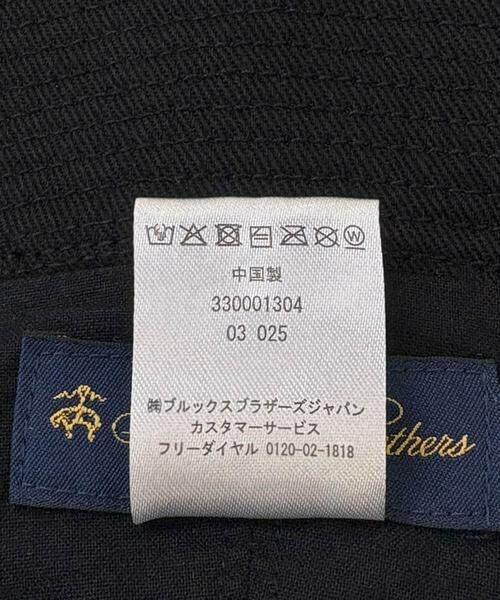 中国製
330001304
03 025
㈱ブルックスブラザーズジャパン
カスタマーサービス
フリーダイヤル 0120-02-1818